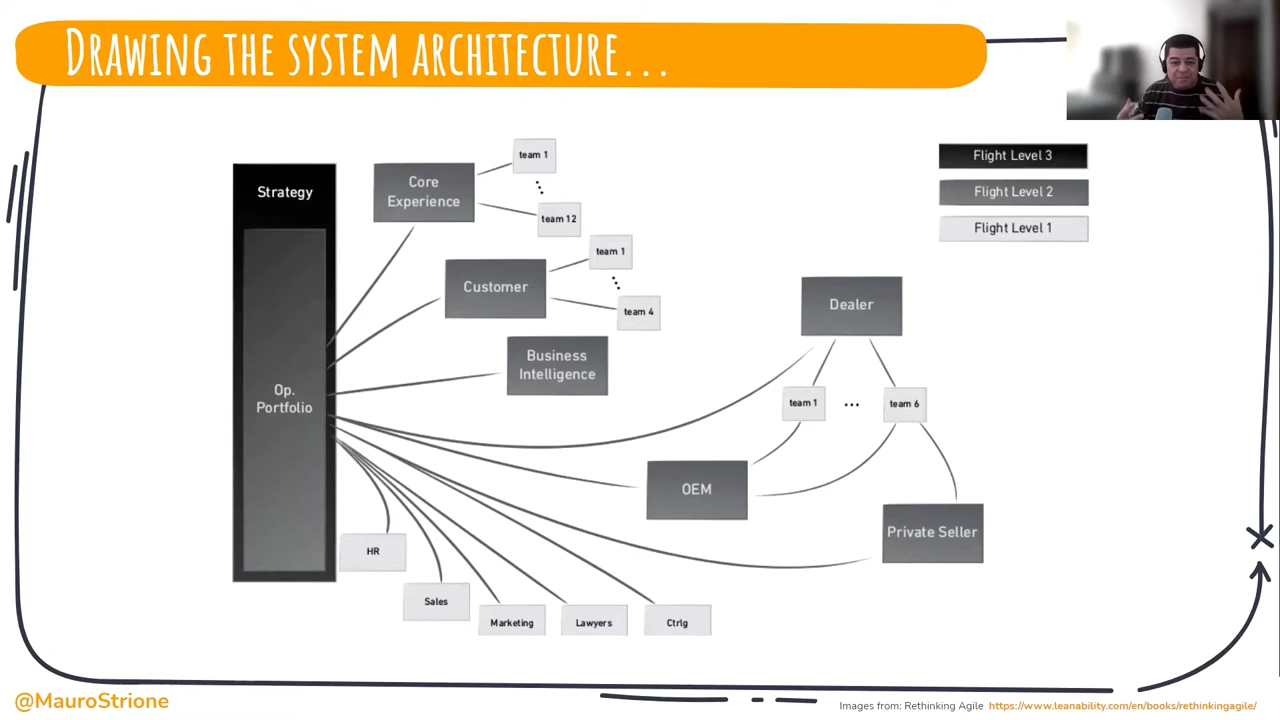 DRAWING THE SYSTEM ARCHITECTURE...
Strategy
Op.
Portfolio
Core
Experience
team 1
team 12
Customer
team 1
team 4
Business
Intelligence
Flight Level 3
Flight Level 2
Flight Level 1
Dealer
team 1
...
team 6
OEM
Private Seller
HR
Sales
Marketing
Lawyers
Ctrlg
@MauroStrione
Images from: Rethinking Agile https://www.leanability.com/en/books/rethinkingagile/